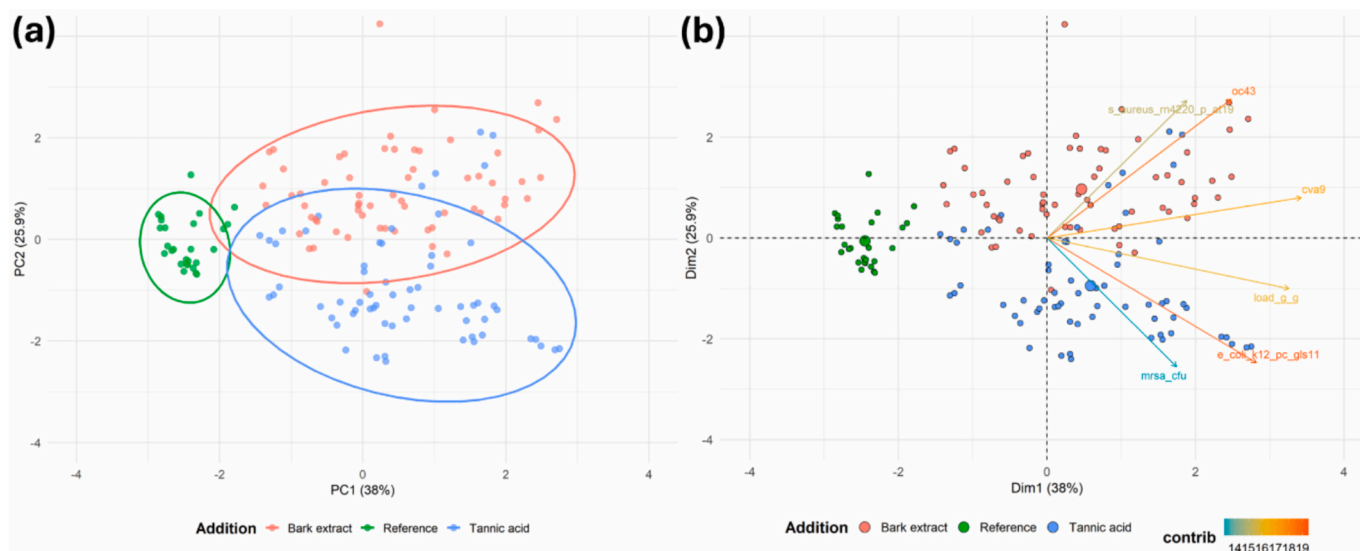 (a)
2
0
-2
-4
PC2 (25.9%)
-4
-2
0
2
4
PC1 (38%)
Addition Bark extract Reference Tannic acid
(b)
2
0
-2
-4
Dim2 (25.9%)
oc43
cva9
load_g_g
e_coli_k12_pc_gls11
mrsa_cfu
-4
-2
0
2
4
Dim1 (38%)
Addition Bark extract Reference Tannic acid
contrib
141516171819